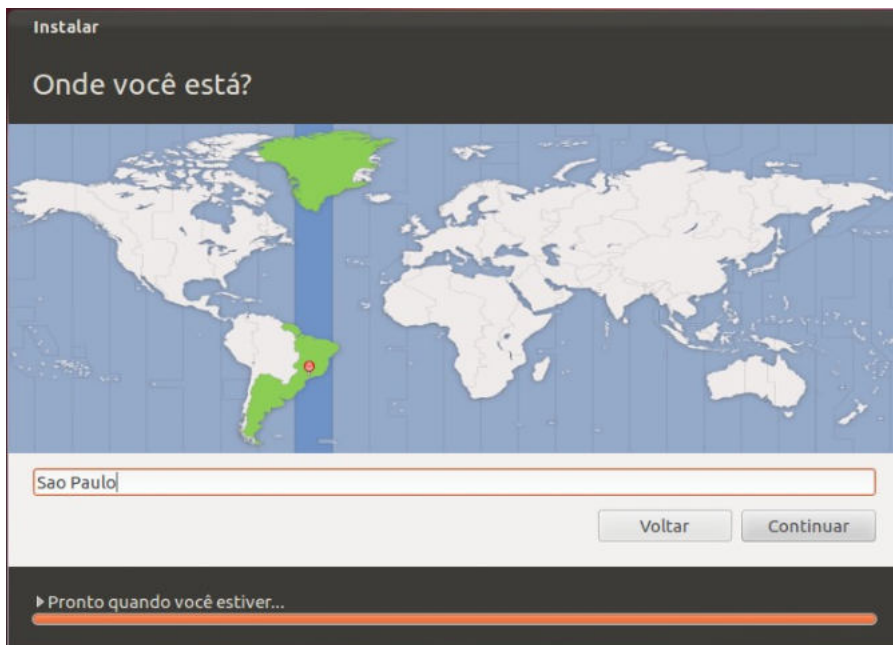 Instalar
Onde você está?
Sao Paulo
Voltar
Continuar
Pronto quando você estiver...